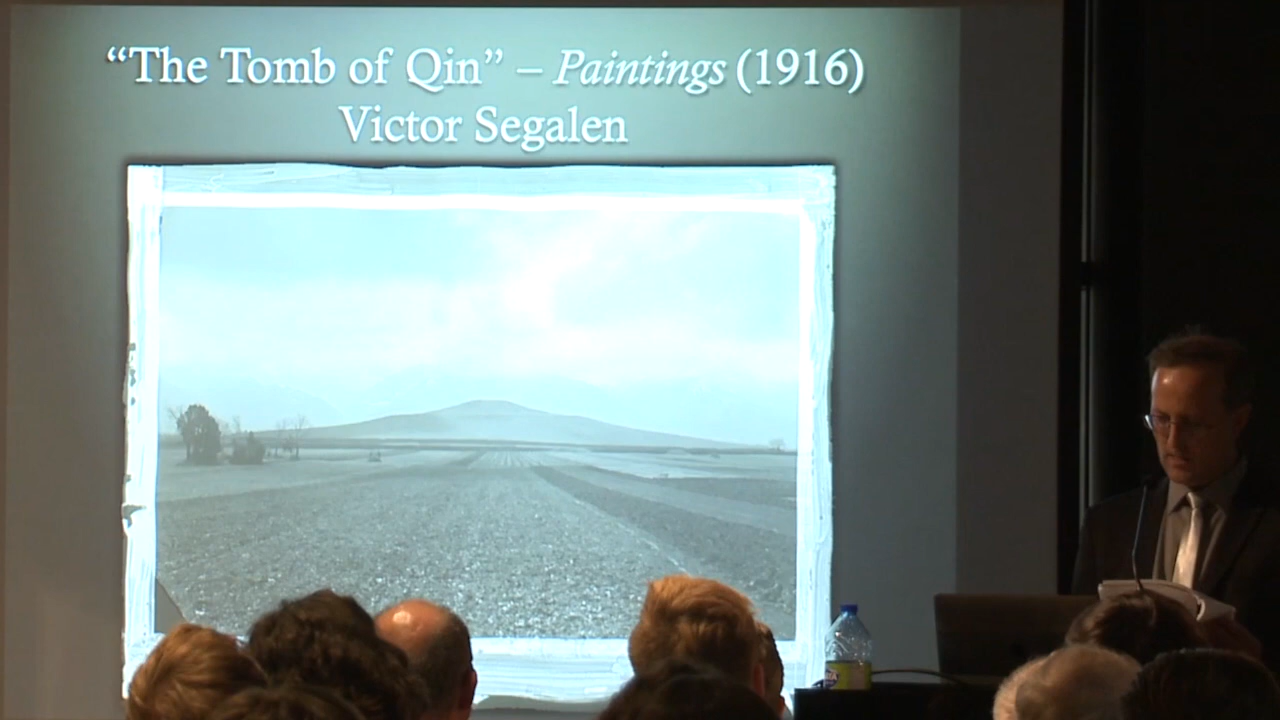 “The Tomb of Qin” – Paintings (1916)
Victor Segalen